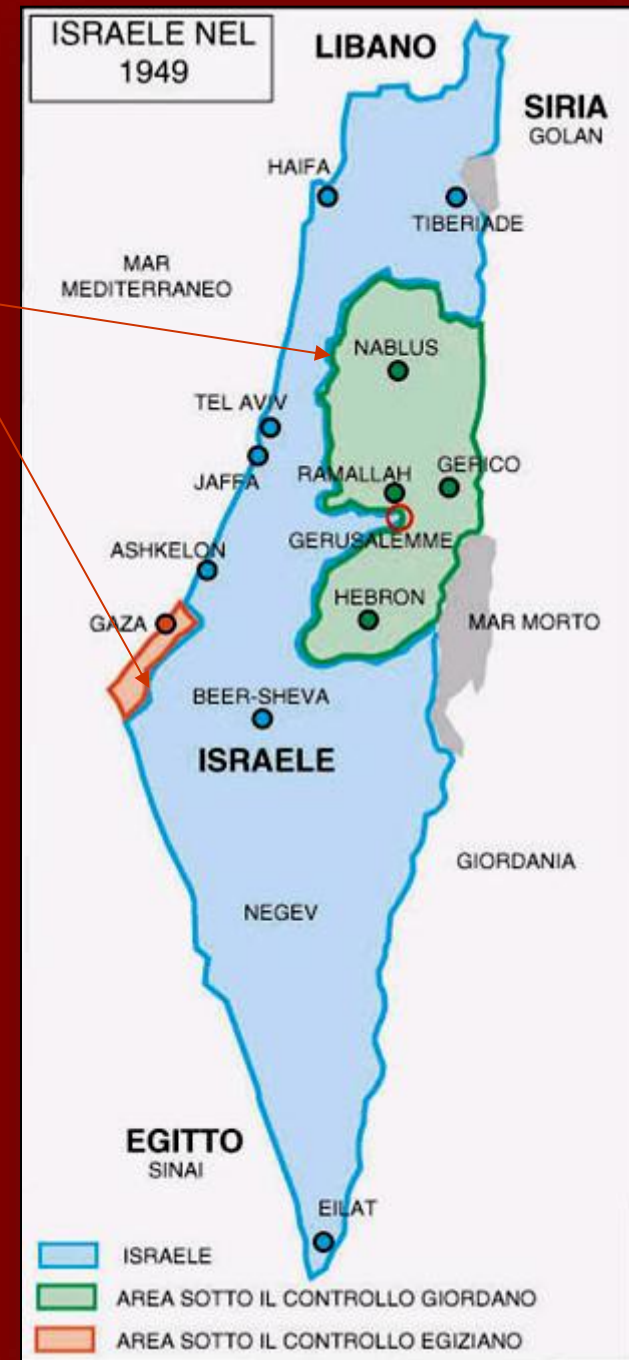 ISRAELE NEL
1949
LIBANO
SIRIA
GOLAN
HAIFA
TIBERIADE
MAR
MEDITERRANEO
NABLUS
TEL AVIV
JAFFA
RAMALLAH
GERICO
GERUSALEMME
ASHKELON
HEBRON
GAZA
MAR MORTO
BEER-SHEVA
ISRAELE
GIORDANIA
NEGEV
EGITTO
SINAI
EILAT
ISRAELE
AREA SOTTO IL CONTROLLO GIORDANO
AREA SOTTO IL CONTROLLO EGIZIANO